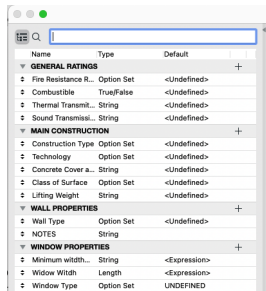 Name Type Default
GENERAL RATINGS
Fire Resistance R... Option Set <Undefined>
Combustible True/False <Undefined>
Thermal Transmit... String <Undefined>
Sound Transmissi... String <Undefined>
MAIN CONSTRUCTION
Construction Type Option Set <Undefined>
Technology Option Set <Undefined>
Concrete Cover a... String <Undefined>
Class of Surface Option Set <Undefined>
Lifting Weight String <Undefined>
WALL PROPERTIES
Wall Type Option Set <Undefined>
NOTES String
WINDOW PROPERTIES
Minimum witdth... String <Expression>
Widow Witdh Length <Expression>
Window Type Option Set UNDEFINED